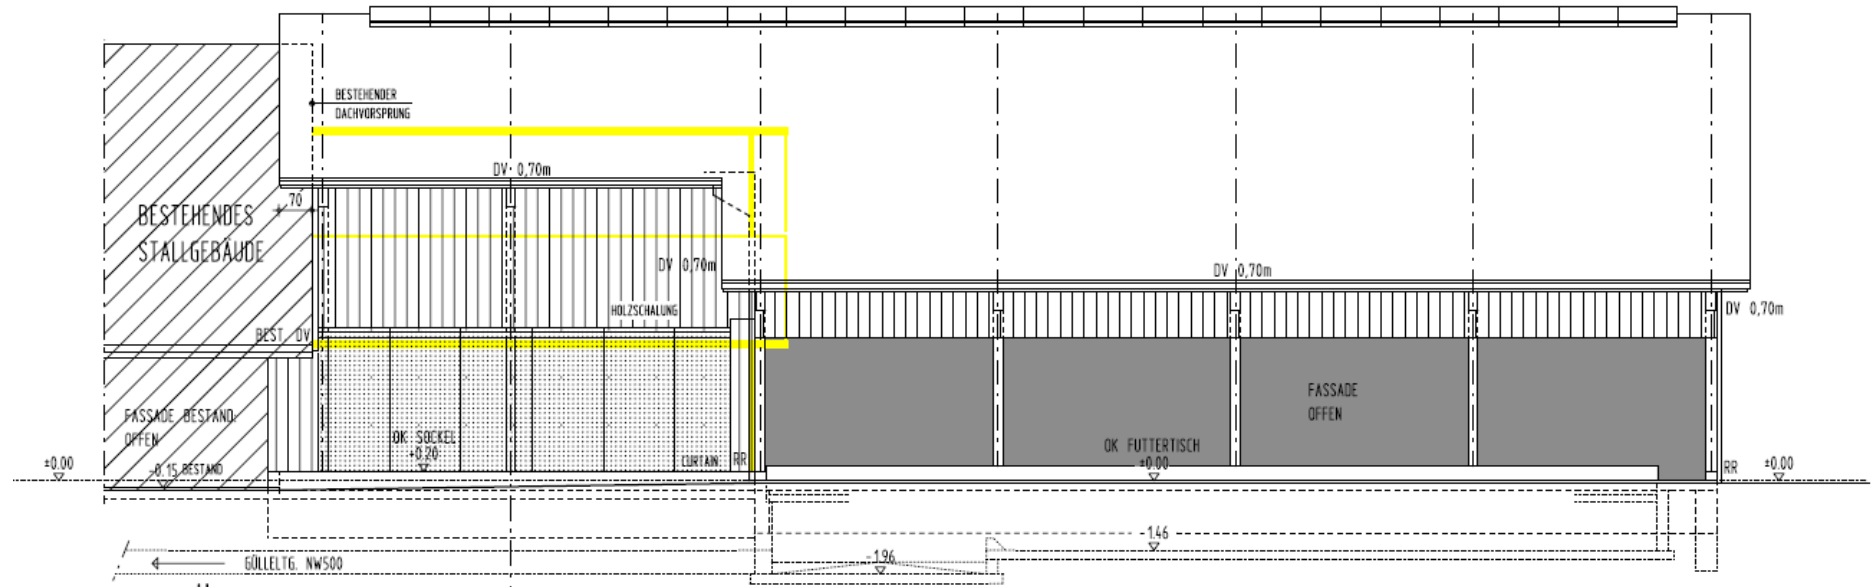 BESTEHENDER
DACHVORSPRUNG
DV 0,70m
70
BESTEHENDES
STALLGEBÄUDE
DV 0,70m
DV 0,70m
HOLZSCHALUNG
DV 0,70m
BEST. DV
FASSADE BESTAND:
OFFEN
FASSADE
OFFEN
OK SOCKEL
+0.20
OK FUTTERTISCH
±0.00
CURTAIN
RR
RR
±0.00
±0.00
-0.15 BESTAND
-1.46
-1.96
GÜLLELTG. NW500